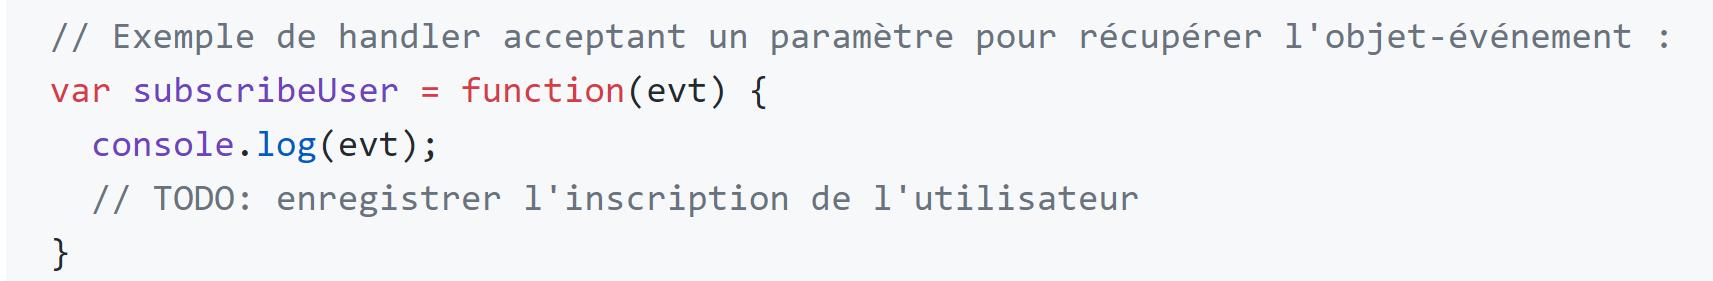 // Exemple de handler acceptant un paramètre pour récupérer l'objet-événement :
var subscribeUser = function(evt) {
  console.log(evt);
  // TODO: enregistrer l'inscription de l'utilisateur
}